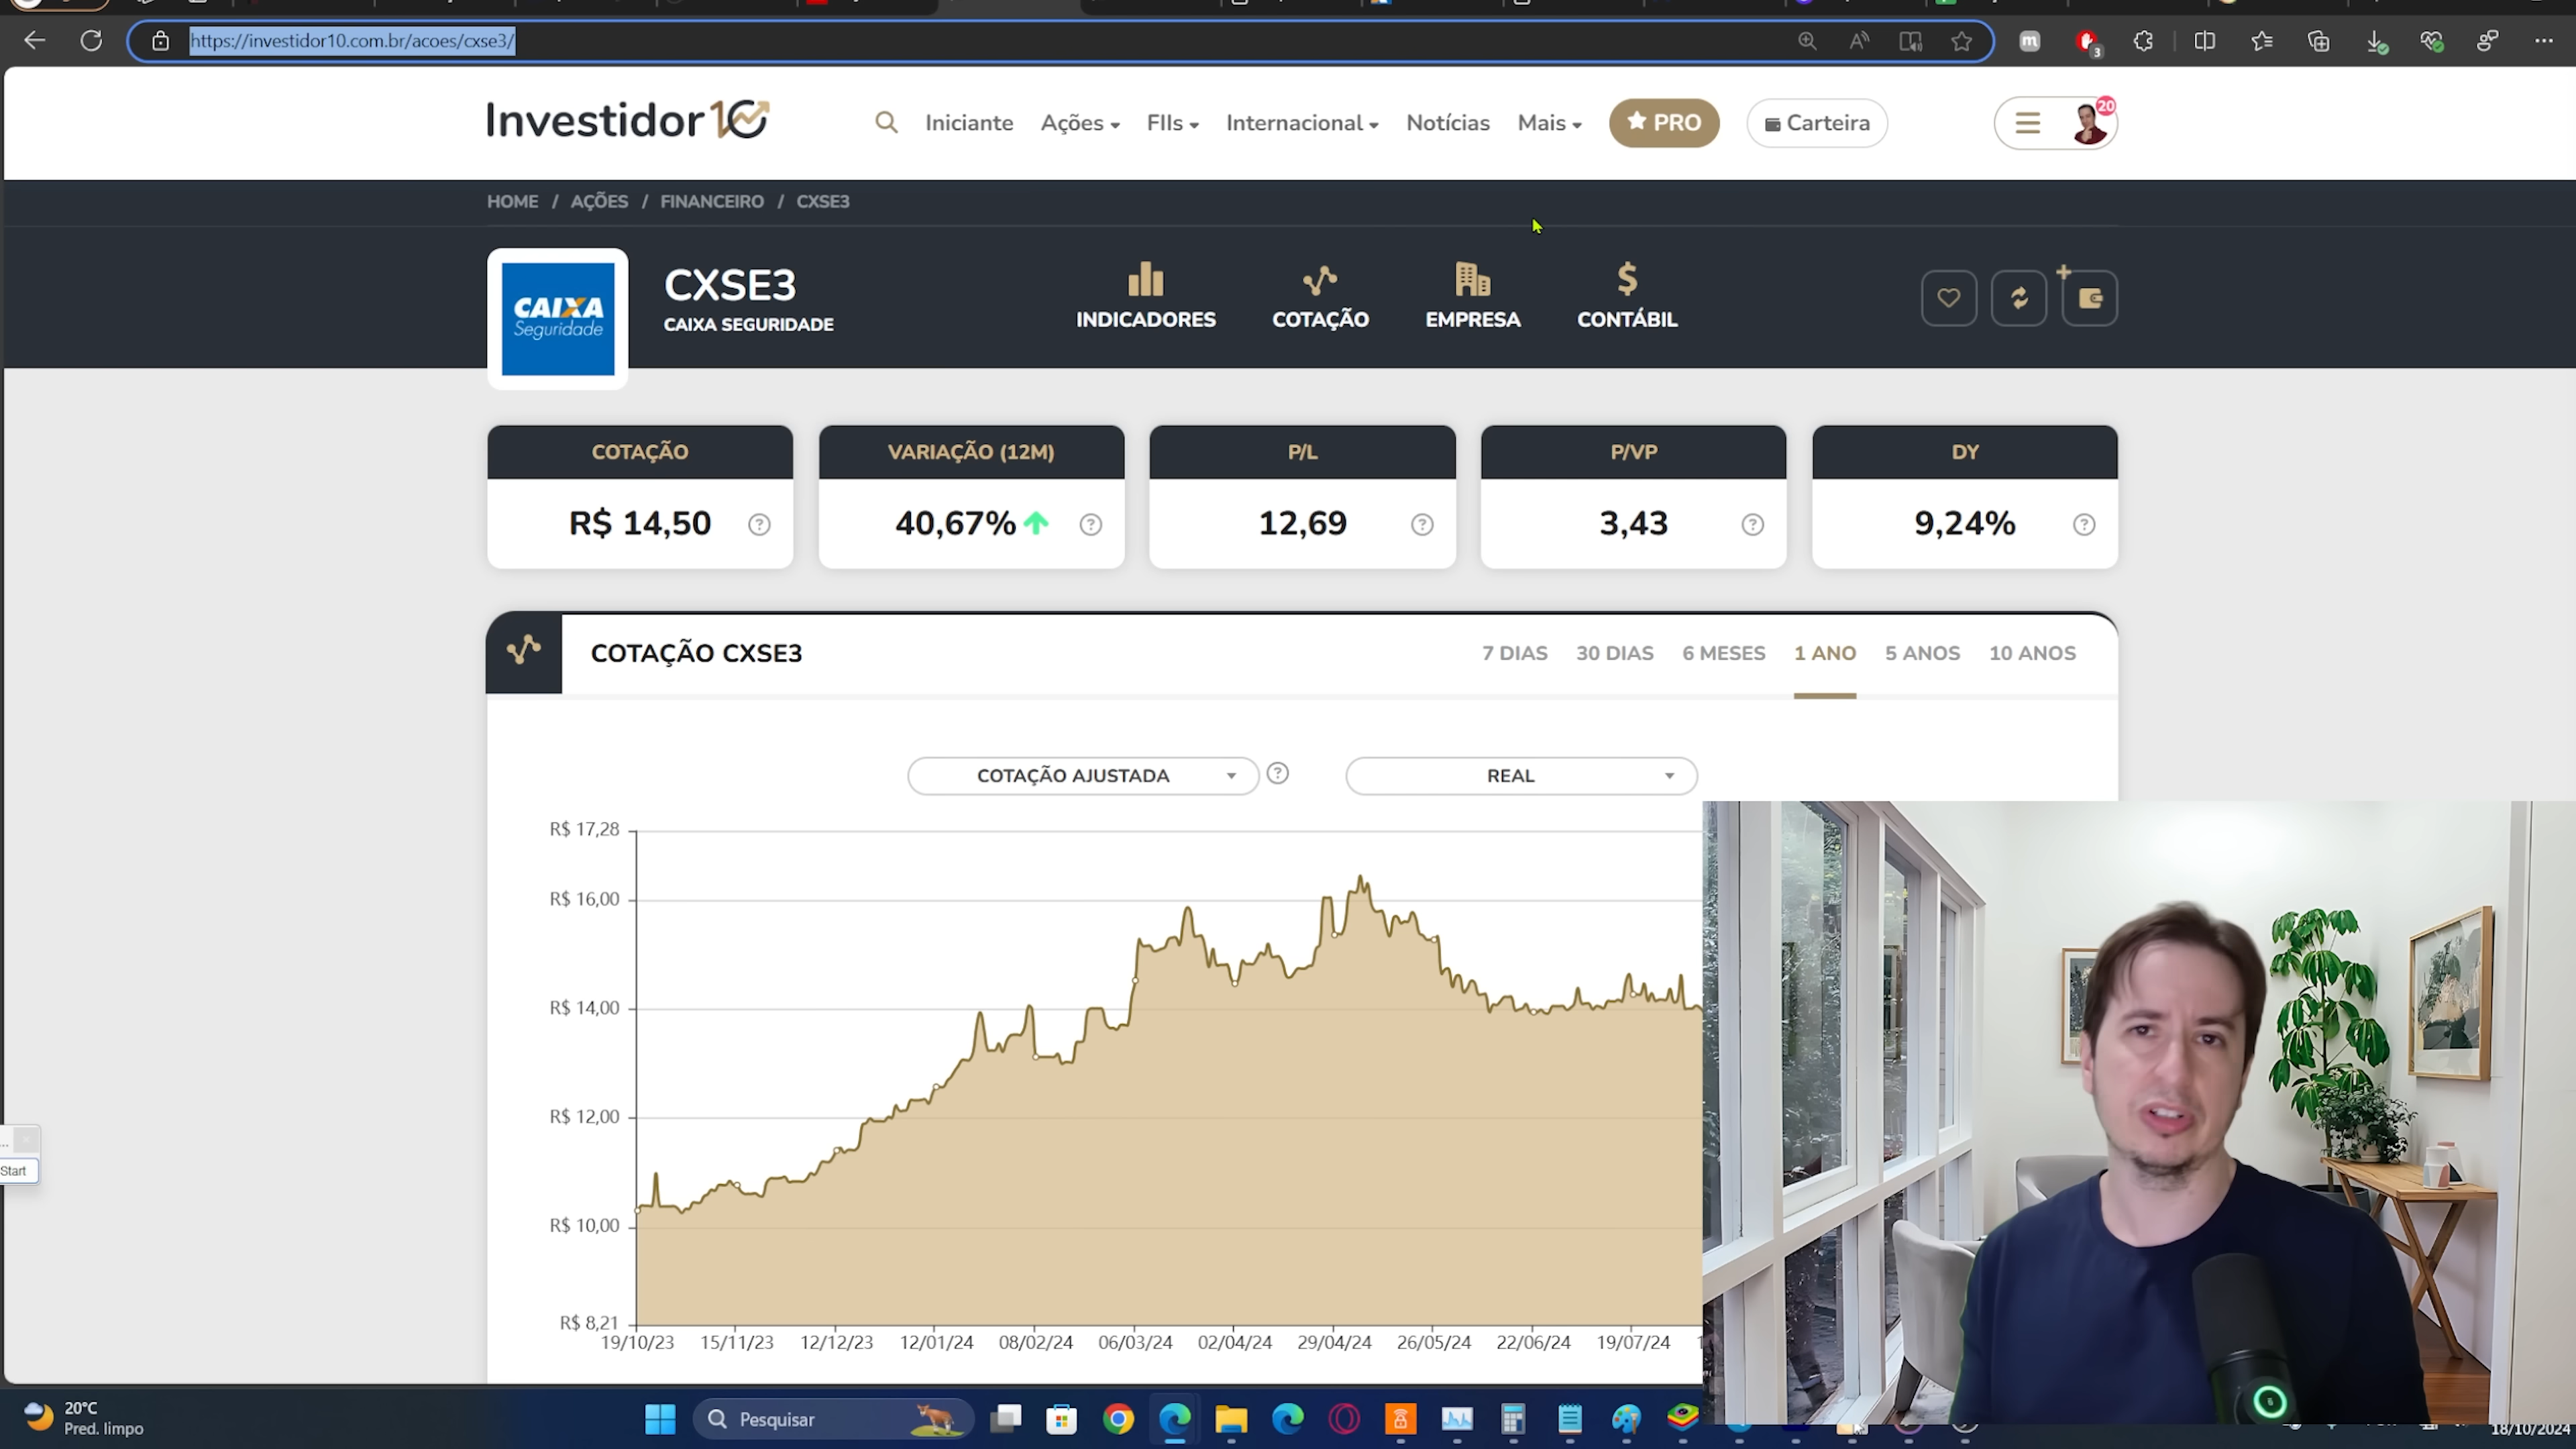 https://investidor10.com.br/acoes/cxse3/
3
Investidor10
Iniciante
Ações
FIIs
Internacional
Notícias
Mais
PRO
Carteira
20
HOME / AÇÕES / FINANCEIRO / CXSE3
CAIXA
Seguridade
CXSE3
CAIXA SEGURIDADE
INDICADORES
COTAÇÃO
EMPRESA
CONTÁBIL
COTAÇÃO
R$ 14,50
VARIAÇÃO (12M)
40,67%
P/L
12,69
P/VP
3,43
DY
9,24%
COTAÇÃO CXSE3
7 DIAS
30 DIAS
6 MESES
1 ANO
5 ANOS
10 ANOS
COTAÇÃO AJUSTADA
REAL
R$ 17,28
R$ 16,00
R$ 14,00
R$ 12,00
R$ 10,00
R$ 8,21
19/10/23 15/11/23 12/12/23 12/01/24 08/02/24 06/03/24 02/04/24 29/04/24 26/05/24 22/06/24 19/07/24
Start
20°C
Pred. limpo
Pesquisar
18/10/2024